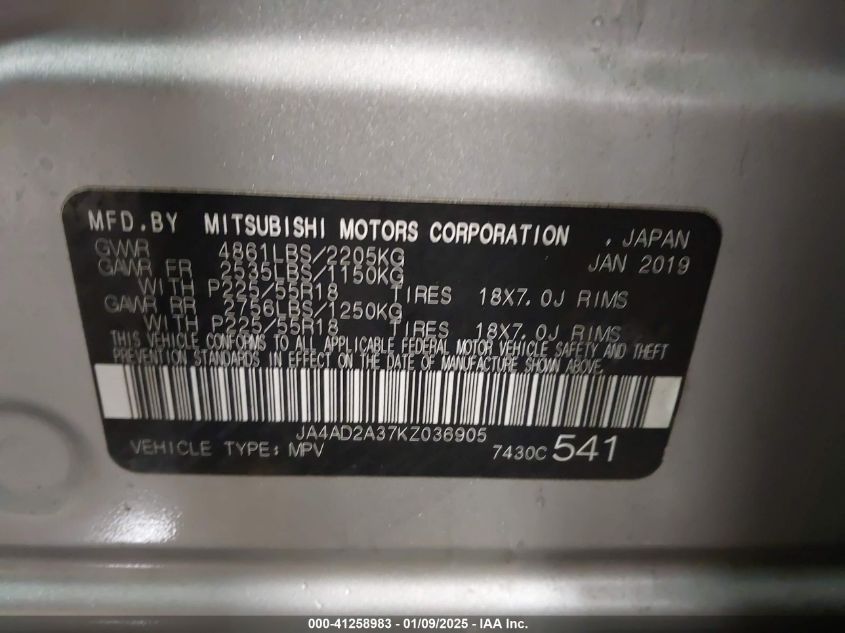 MFD.BY MITSUBISHI MOTORS CORPORATION , JAPAN
GVWR 4861LBS/2205KG JAN 2019
GAWR FR 2535LBS/1150KG
WITH P225/55R18 TIRES 18X7.0J RIMS
GAWR RR 2756LBS/1250KG
WITH P225/55R18 TIRES 18X7.0J RIMS
THIS VEHICLE CONFORMS TO ALL APPLICABLE FEDERAL MOTOR VEHICLE SAFETY AND THEFT
PREVENTION STANDARDS IN EFFECT ON THE DATE OF MANUFACTURE SHOWN ABOVE.
JA4AD2A37KZ036905
VEHICLE TYPE: MPV 7430C 541
000-41258983 - 01/09/2025 - IAA Inc.